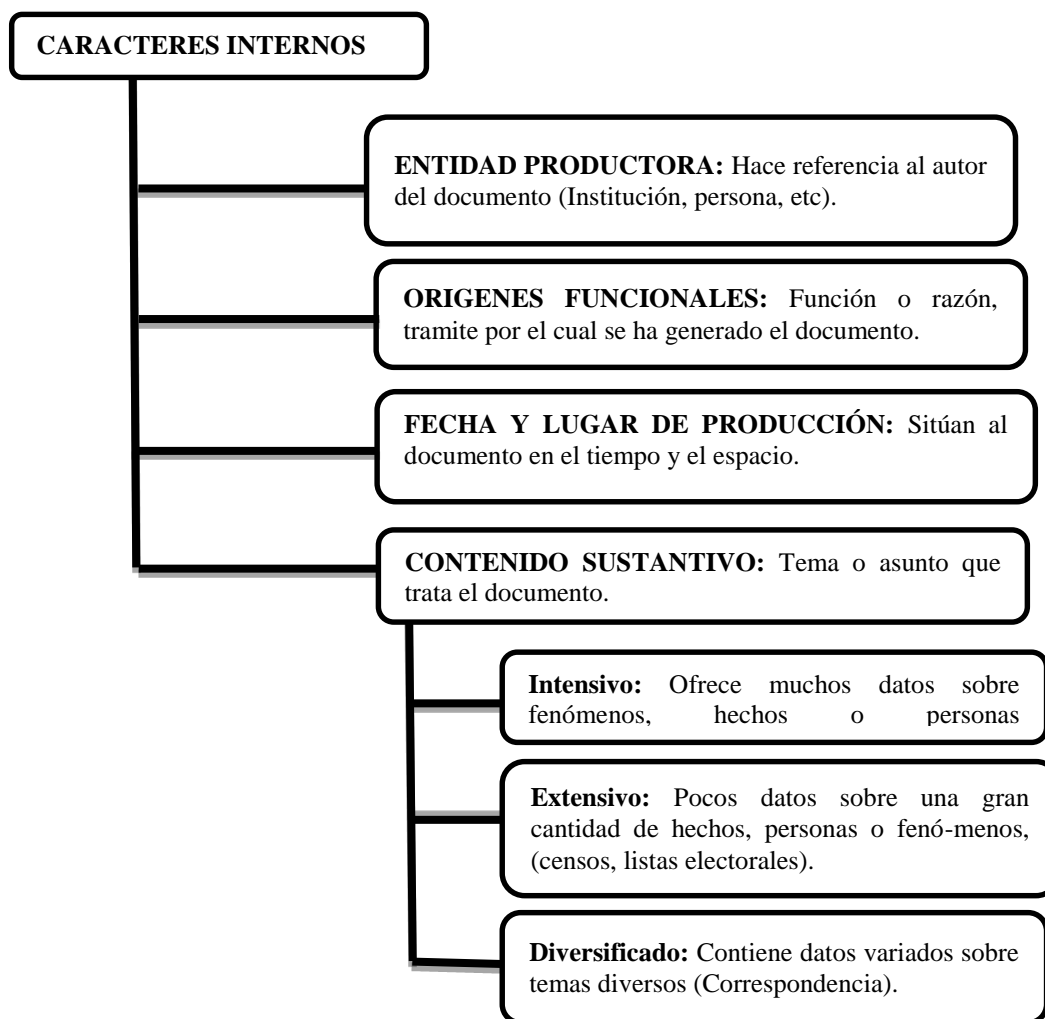 CARACTERES INTERNOS
ENTIDAD PRODUCTORA: Hace referencia al autor
del documento (Institución, persona, etc).
ORIGENES FUNCIONALES: Función o razón,
tramite por el cual se ha generado el documento.
FECHA Y LUGAR DE PRODUCCIÓN: Sitúan al
documento en el tiempo y el espacio.
CONTENIDO SUSTANTIVO: Tema o asunto que
trata el documento.
Intensivo: Ofrece muchos datos sobre
fenómenos, hechos o personas
Extensivo: Pocos datos sobre una gran
cantidad de hechos, personas o fenó-menos,
(censos, listas electorales).
Diversificado: Contiene datos variados sobre
temas diversos (Correspondencia).